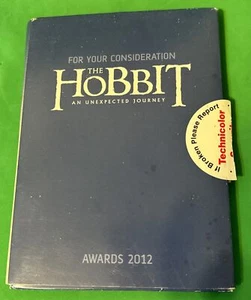 FOR YOUR CONSIDERATION
THE
HOBBIT
AN UNEXPECTED JOURNEY
If Broken Please Report
Technicolor
AWARDS 2012